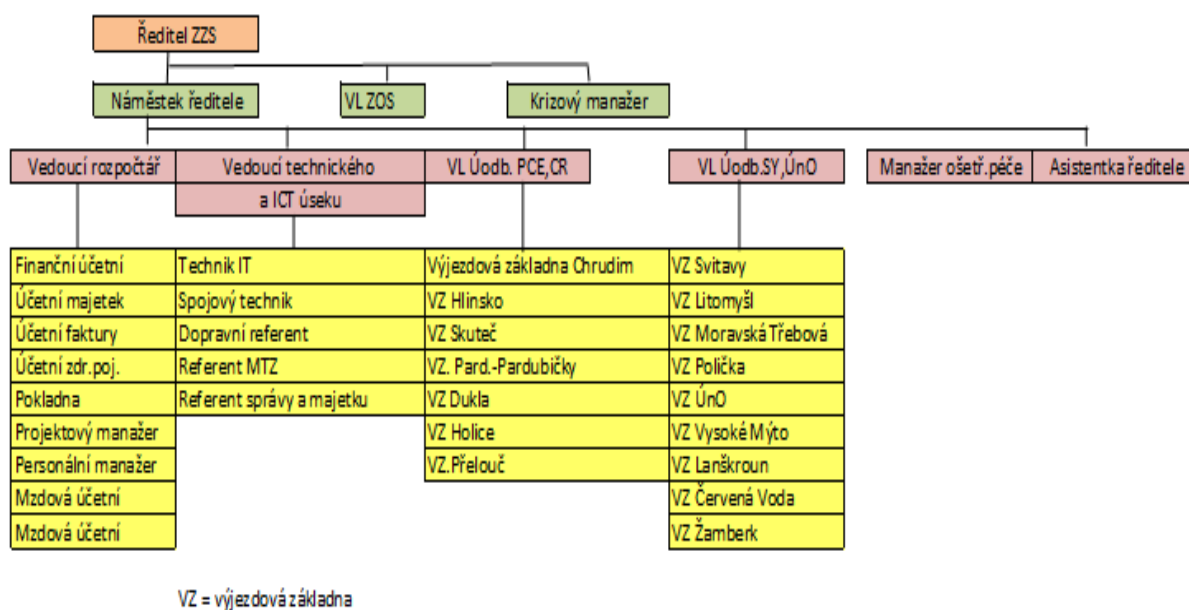 Ředitel ZZS
Náměstek ředitele
VL ZOS
Krizový manažer
Vedoucí rozpočtář
Vedoucí technického
a ICT úseku
VL Úodb. PCE,CR
VL Úodb.SY,ÚnO
Manažer ošetř.péče
Asistentka ředitele
Finanční účetní
Účetní majetek
Účetní faktury
Účetní zdr.poj.
Pokladna
Projektový manažer
Personální manažer
Mzdová účetní
Mzdová účetní
Technik IT
Spojový technik
Dopravní referent
Referent MTZ
Referent správy a majetku
Výjezdová základna Chrudim
VZ Hlinsko
VZ Skuteč
VZ. Pard.-Pardubičky
VZ Dukla
VZ Holice
VZ.Přelouč
VZ Svitavy
VZ Litomyšl
VZ Moravská Třebová
VZ Polička
VZ ÚnO
VZ Vysoké Mýto
VZ Lanškroun
VZ Červená Voda
VZ Žamberk
VZ = výjezdová základna